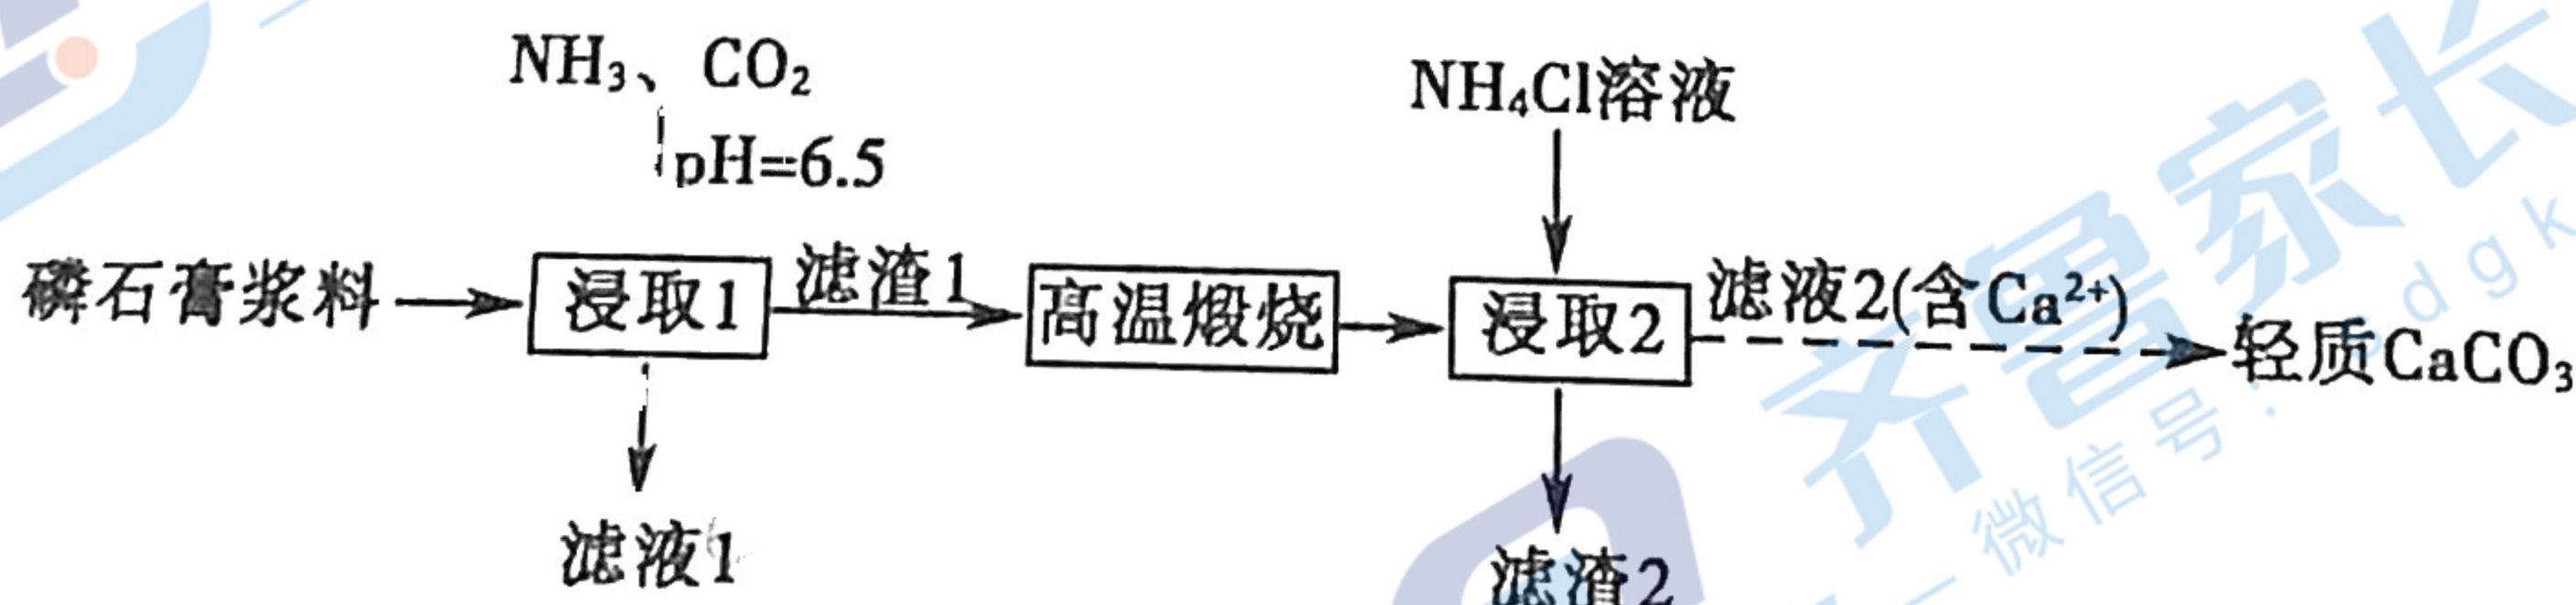 NH₃、CO₂
pH=6.5
NH₄Cl溶液
磷石膏浆料
浸取1
滤渣1
高温煅烧
浸取2
滤液2(含Ca²⁺)
轻质CaCO₃
滤液1
滤渣2
齐鲁家长
微信号:
dgk